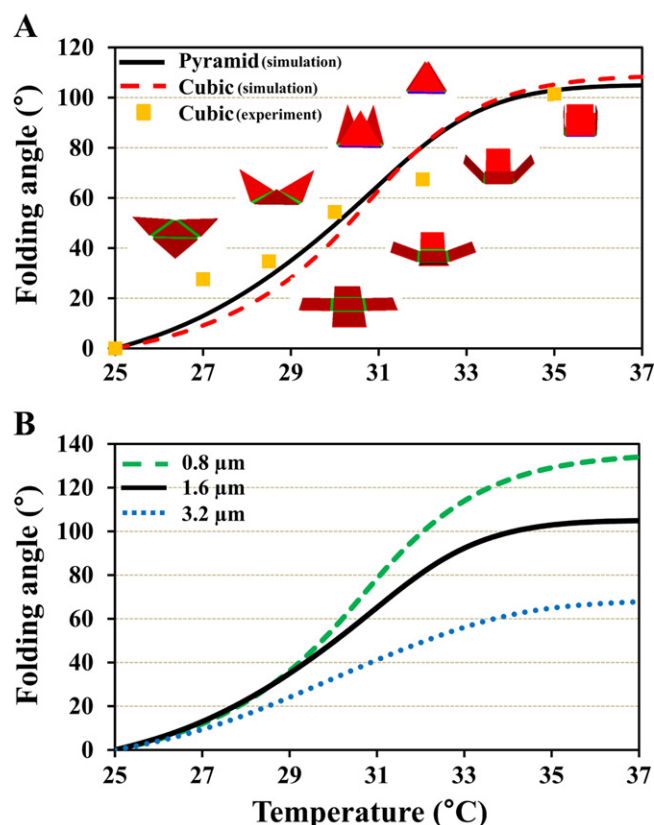 A
120
100
80
60
40
20
0
Folding angle (°)
Pyramid (simulation)
Cubic (simulation)
Cubic (experiment)
25 27 29 31 33 35 37
B
140
120
100
80
60
40
20
0
Folding angle (°)
0.8 µm
1.6 µm
3.2 µm
25 27 29 31 33 35 37
Temperature (°C)